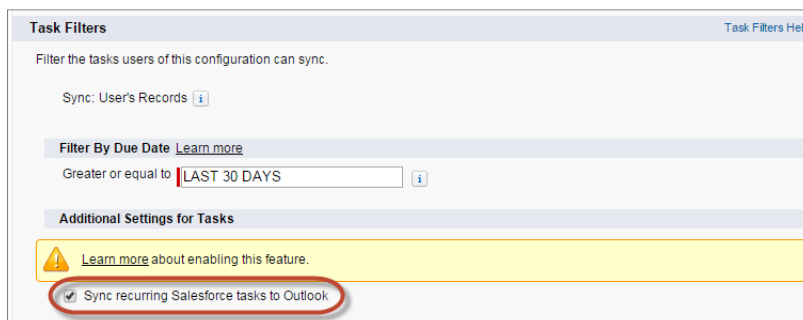 Task Filters
Task Filters Hel
Filter the tasks users of this configuration can sync.
Sync: User's Records i
Filter By Due Date Learn more
Greater or equal to LAST 30 DAYS i
Additional Settings for Tasks
Learn more about enabling this feature.
Sync recurring Salesforce tasks to Outlook